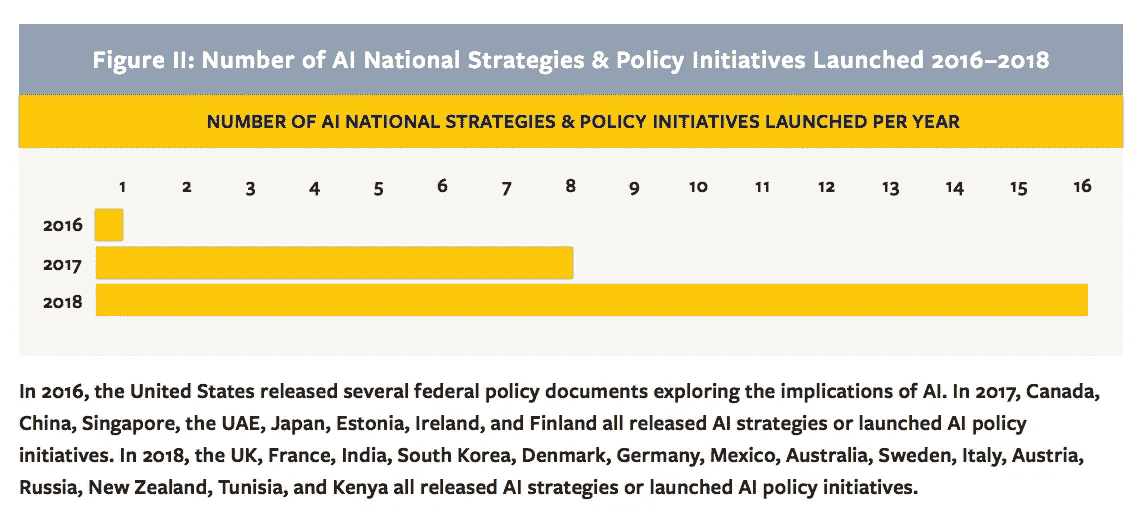 Figure II: Number of AI National Strategies & Policy Initiatives Launched 2016–2018
NUMBER OF AI NATIONAL STRATEGIES & POLICY INITIATIVES LAUNCHED PER YEAR
1 2 3 4 5 6 7 8 9 10 11 12 13 14 15 16
2016
2017
2018
In 2016, the United States released several federal policy documents exploring the implications of AI. In 2017, Canada,
China, Singapore, the UAE, Japan, Estonia, Ireland, and Finland all released AI strategies or launched AI policy
initiatives. In 2018, the UK, France, India, South Korea, Denmark, Germany, Mexico, Australia, Sweden, Italy, Austria,
Russia, New Zealand, Tunisia, and Kenya all released AI strategies or launched AI policy initiatives.